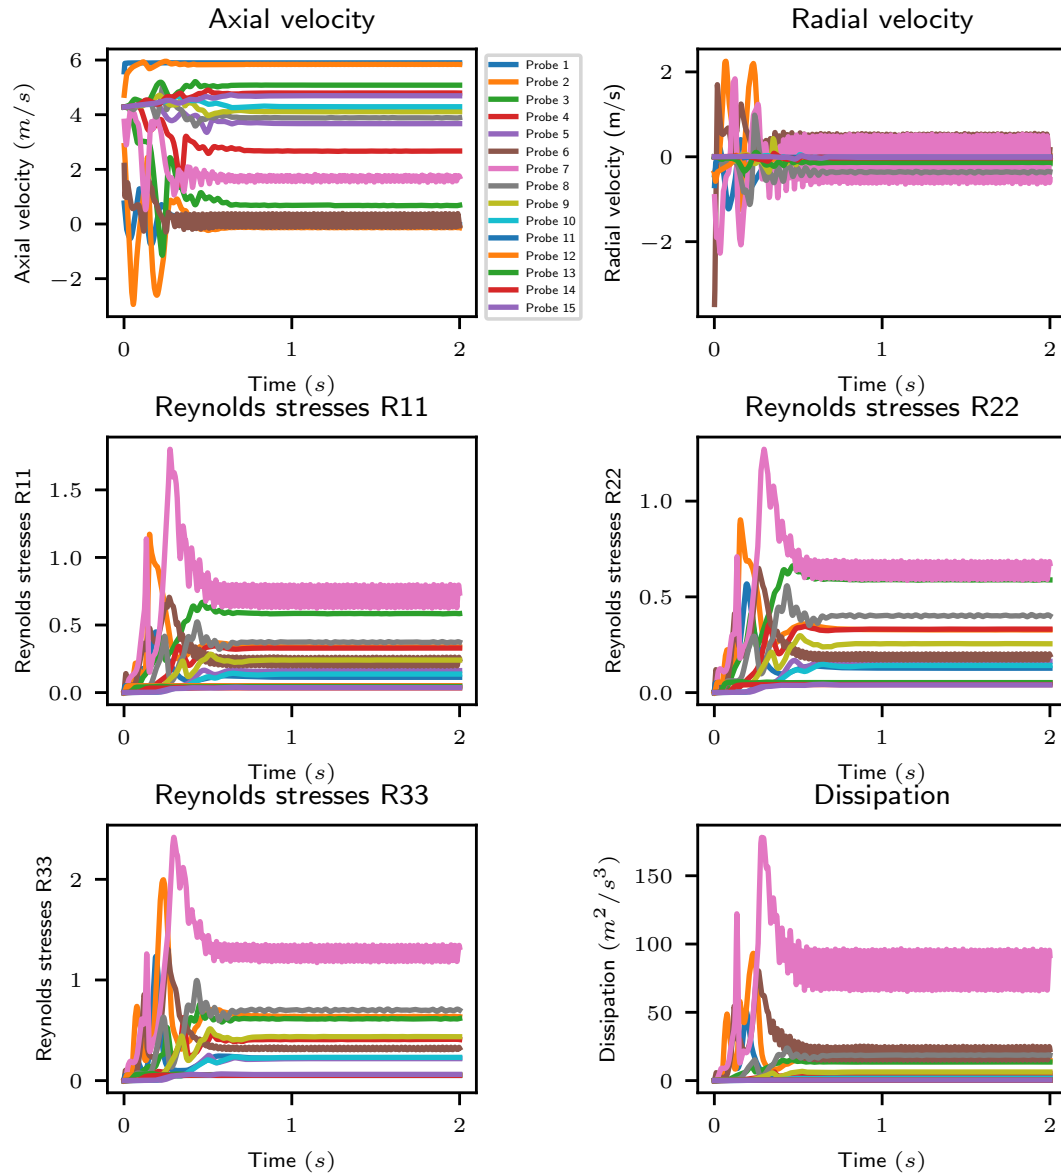 Axial velocity
Axial velocity (m/s)
6
4
2
0
−2
0
1
2
Time (s)
Probe 1
Probe 2
Probe 3
Probe 4
Probe 5
Probe 6
Probe 7
Probe 8
Probe 9
Probe 10
Probe 11
Probe 12
Probe 13
Probe 14
Probe 15
Radial velocity
Radial velocity (m/s)
2
0
−2
0
1
2
Time (s)
Reynolds stresses R11
Reynolds stresses R11
1.5
1.0
0.5
0.0
0
1
2
Time (s)
Reynolds stresses R22
Reynolds stresses R22
1.0
0.5
0.0
0
1
2
Time (s)
Reynolds stresses R33
Reynolds stresses R33
2
1
0
0
1
2
Time (s)
Dissipation
Dissipation (m²/s³)
150
100
50
0
0
1
2
Time (s)